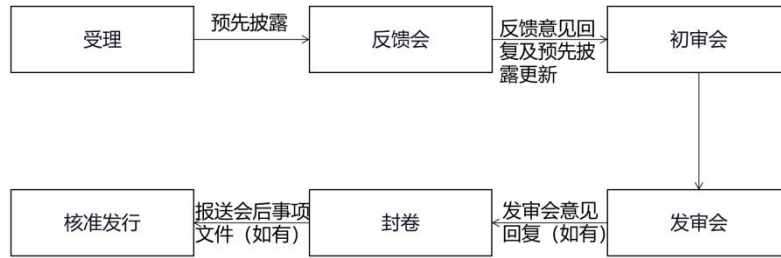 受理
预先披露
反馈会
反馈意见回
复及预先披
露更新
初审会
核准发行
报送会后事项
文件（如有）
封卷
发审会意见
回复（如有）
发审会